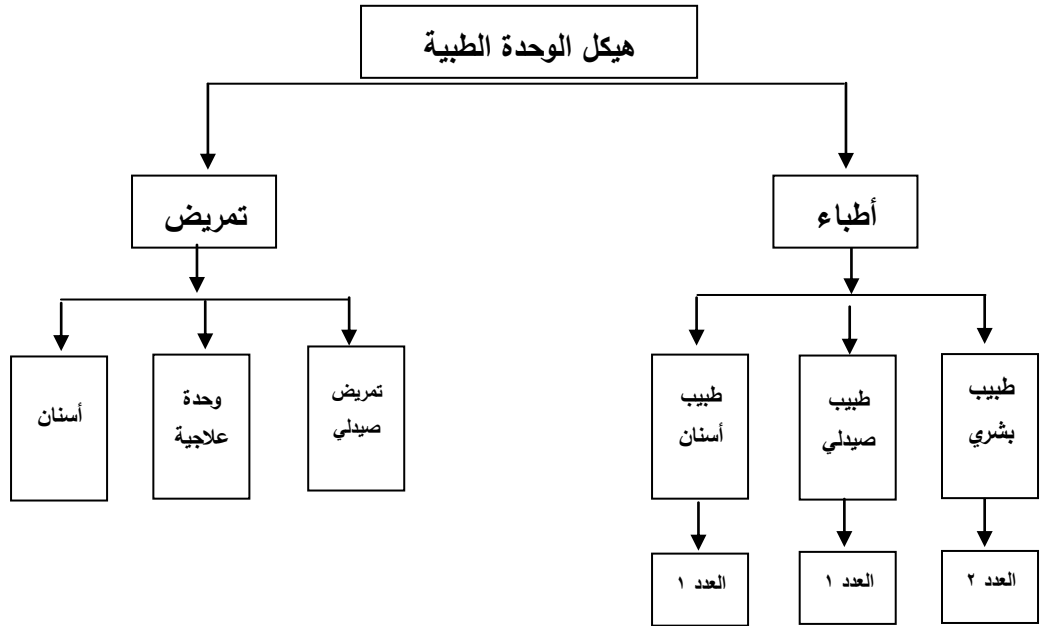 هيكل الوحدة الطبية
أطباء
تمريض
طبيب
بشري
طبيب
صيدلي
طبيب
أسنان
تمريض
صيدلي
وحدة
علاجية
أسنان
العدد ٢
العدد ١
العدد ١